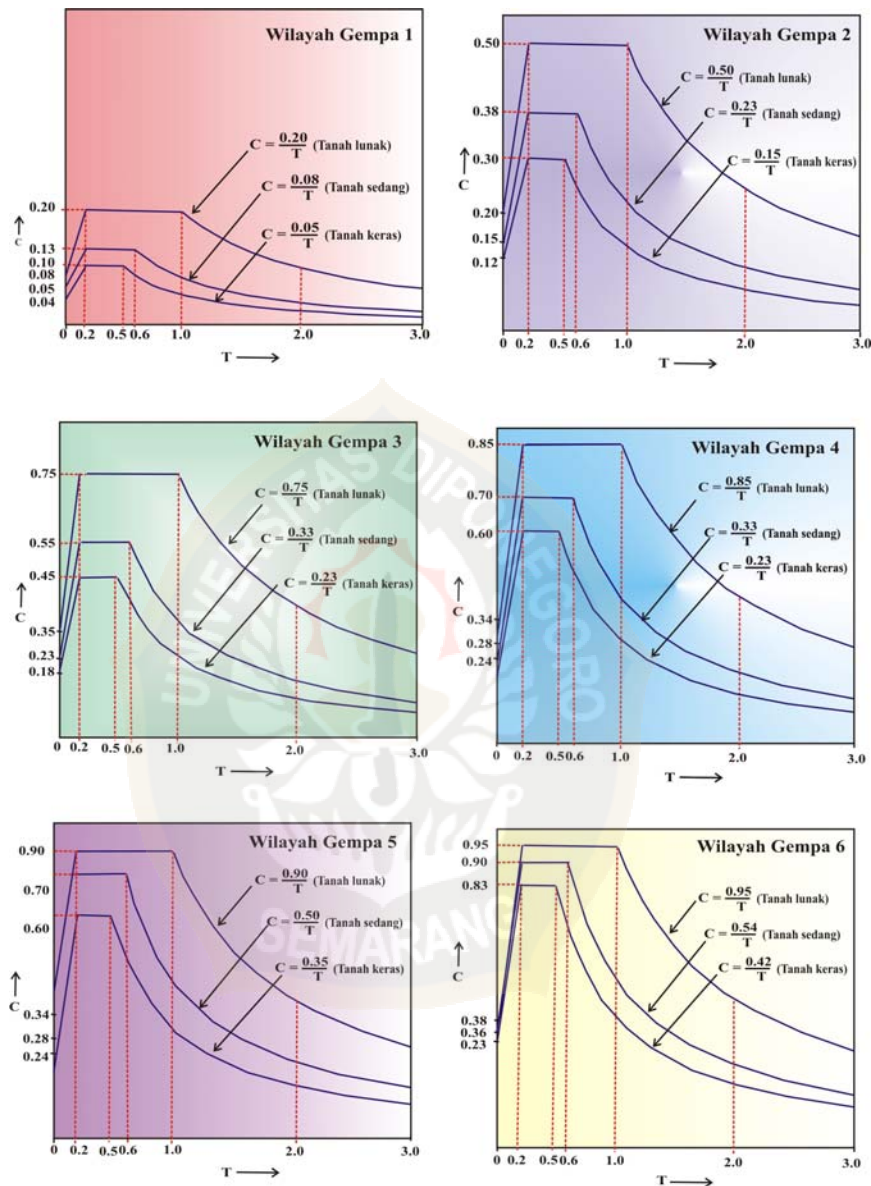 Wilayah Gempa 1
C = 0.20/T (Tanah lunak)
C = 0.08/T (Tanah sedang)
C = 0.05/T (Tanah keras)
C
0.20
0.13
0.10
0.08
0.05
0.04
0 0.2 0.5 0.6 1.0 2.0 3.0
T
Wilayah Gempa 2
C = 0.50/T (Tanah lunak)
C = 0.23/T (Tanah sedang)
C = 0.15/T (Tanah keras)
0.50
0.38
0.30
C
0.20
0.15
0.12
0 0.2 0.5 0.6 1.0 2.0 3.0
T
Wilayah Gempa 3
C = 0.75/T (Tanah lunak)
C = 0.33/T (Tanah sedang)
C = 0.23/T (Tanah keras)
0.75
0.55
0.45
C
0.35
0.23
0.18
0 0.2 0.5 0.6 1.0 2.0 3.0
T
Wilayah Gempa 4
C = 0.85/T (Tanah lunak)
C = 0.33/T (Tanah sedang)
C = 0.23/T (Tanah keras)
0.85
0.70
0.60
C
0.34
0.28
0.24
0 0.2 0.5 0.6 1.0 2.0 3.0
T
Wilayah Gempa 5
C = 0.90/T (Tanah lunak)
C = 0.50/T (Tanah sedang)
C = 0.35/T (Tanah keras)
0.90
0.70
0.60
C
0.34
0.28
0.24
0 0.2 0.5 0.6 1.0 2.0 3.0
T
Wilayah Gempa 6
C = 0.95/T (Tanah lunak)
C = 0.54/T (Tanah sedang)
C = 0.42/T (Tanah keras)
0.95
0.90
0.83
C
0.38
0.36
0.23
0 0.2 0.5 0.6 1.0 2.0 3.0
T
UNIVERSITAS DIPONEGORO
SEMARANG